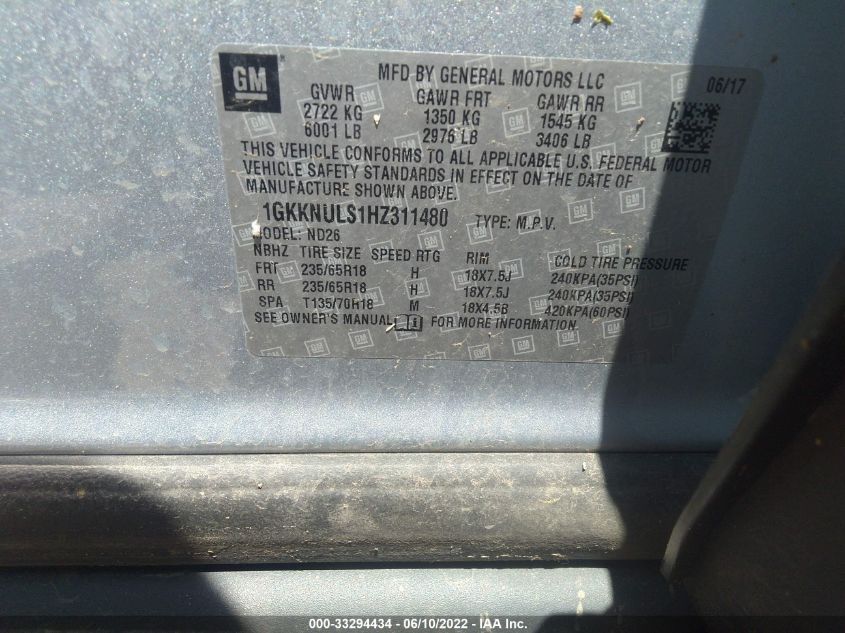 GM
MFD BY GENERAL MOTORS LLC
06/17
GVWR GAWR FRT GAWR RR
2722 KG 1350 KG 1545 KG
6001 LB 2976 LB 3406 LB
THIS VEHICLE CONFORMS TO ALL APPLICABLE U.S. FEDERAL MOTOR
VEHICLE SAFETY STANDARDS IN EFFECT ON THE DATE OF
MANUFACTURE SHOWN ABOVE.
1GKKNULS1HZ311480 TYPE: M.P.V.
MODEL: ND26
NBHZ TIRE SIZE SPEED RTG RIM COLD TIRE PRESSURE
FRT 235/65R18 H 18X7.5J 240KPA(35PSI)
RR 235/65R18 H 18X7.5J 240KPA(35PSI)
SPA T135/70R18 M 18X4.5B 420KPA(60PSI)
SEE OWNER'S MANUAL FOR MORE INFORMATION
000-33294434 - 06/10/2022 - IAA Inc.